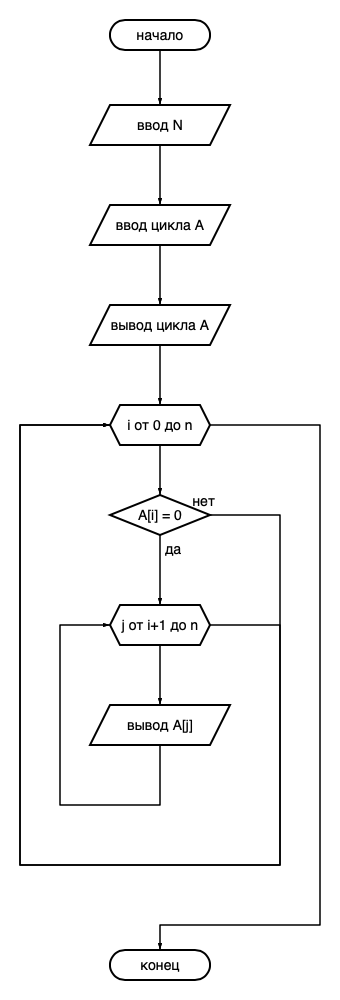 начало
ввод N
ввод цикла A
вывод цикла A
i от 0 до n
нет
A[i] = 0
да
j от i+1 до n
вывод A[j]
конец